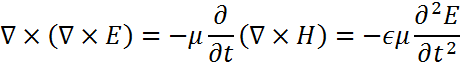 ∇ × (∇ × E) = −μ ∂/∂t (∇ × H) = −ϵμ ∂²E/∂t²